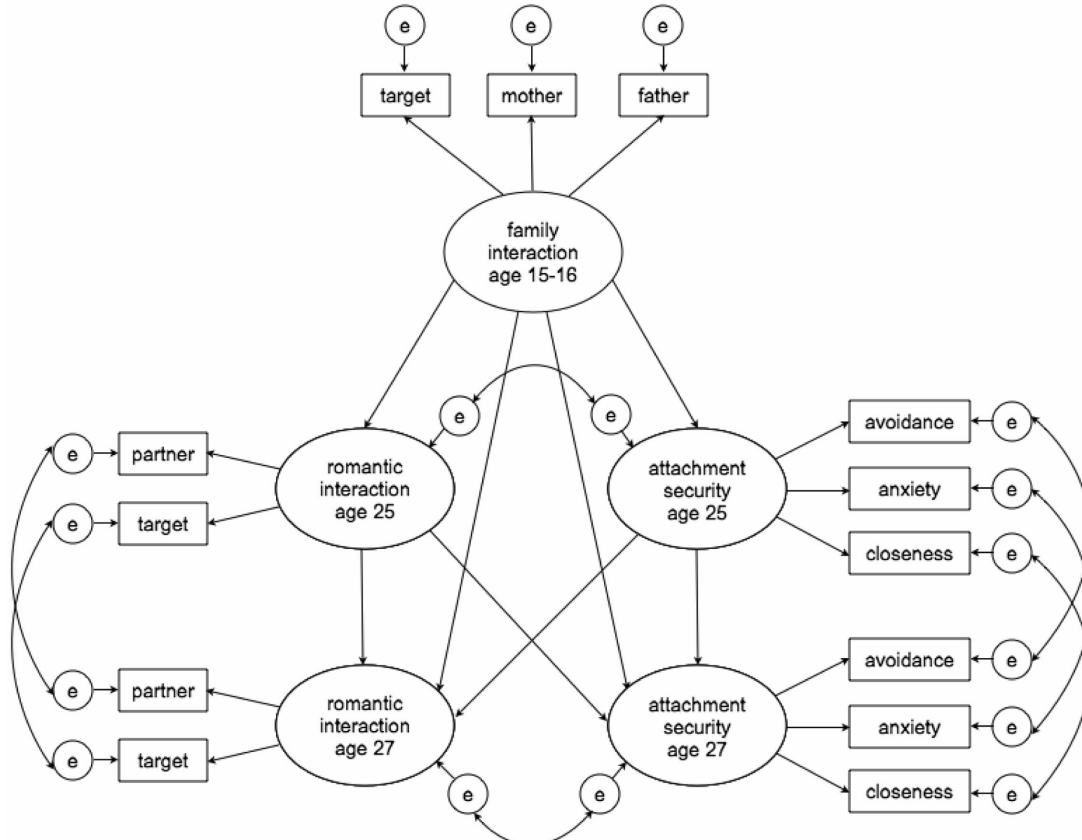 e e e
target mother father
family
interaction
age 15-16
e e
e partner
e target
romantic
interaction
age 25
attachment
security
age 25
avoidance e
anxiety e
closeness e
e partner
e target
romantic
interaction
age 27
attachment
security
age 27
avoidance e
anxiety e
closeness e
e e